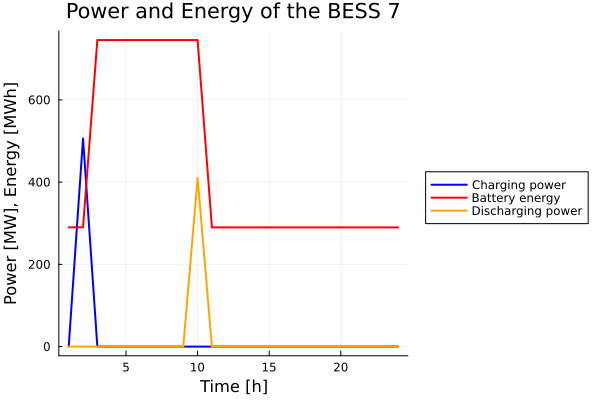 Power and Energy of the BESS 7
Power [MW], Energy [MWh]
600
400
200
0
5 10 15 20
Time [h]
Charging power
Battery energy
Discharging power